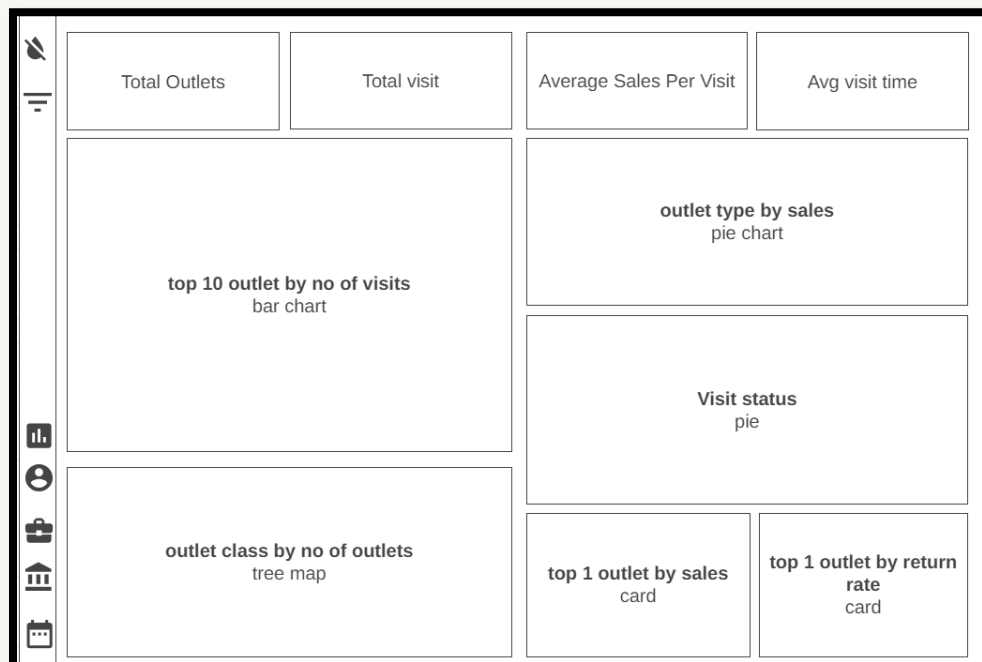 Total Outlets
Total visit
Average Sales Per Visit
Avg visit time
top 10 outlet by no of visits
bar chart
outlet type by sales
pie chart
Visit status
pie
outlet class by no of outlets
tree map
top 1 outlet by sales
card
top 1 outlet by return
rate
card